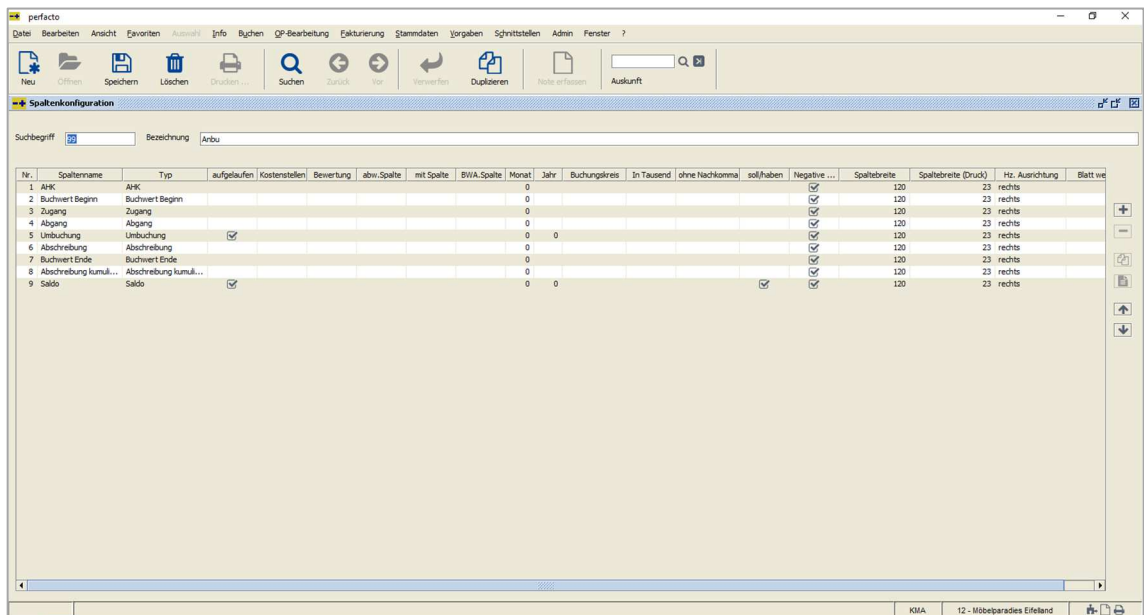 perfacto
Datei Bearbeiten Ansicht Favoriten Auswahl Info Buchen OP-Bearbeitung Fakturierung Stammdaten Vorgaben Schnittstellen Admin Fenster ?
Neu Öffnen Speichern Löschen Drucken... Suchen Zurück Vor Verwerfen Duplizieren Note erfassen Auskunft
Spaltenkonfiguration
Suchbegriff 99 Bezeichnung Anbu
Nr. Spaltenname Typ aufgelaufen Kostenstellen Bewertung abw.Spalte mit Spalte BWA.Spalte Monat Jahr Buchungskreis In Tausend ohne Nachkomma soll/haben Negative ... Spaltebreite Spaltebreite (Druck) Hz. Ausrichtung Blatt we
1 AHK AHK 0 120 23 rechts
2 Buchwert Beginn Buchwert Beginn 0 120 23 rechts
3 Zugang Zugang 0 120 23 rechts
4 Abgang Abgang 0 120 23 rechts
5 Umbuchung Umbuchung 0 0 120 23 rechts
6 Abschreibung Abschreibung 0 120 23 rechts
7 Buchwert Ende Buchwert Ende 0 120 23 rechts
8 Abschreibung kumuli... Abschreibung kumuli... 0 120 23 rechts
9 Saldo Saldo 0 0 120 23 rechts
KMA 12 - Möbelparadies Eifelland